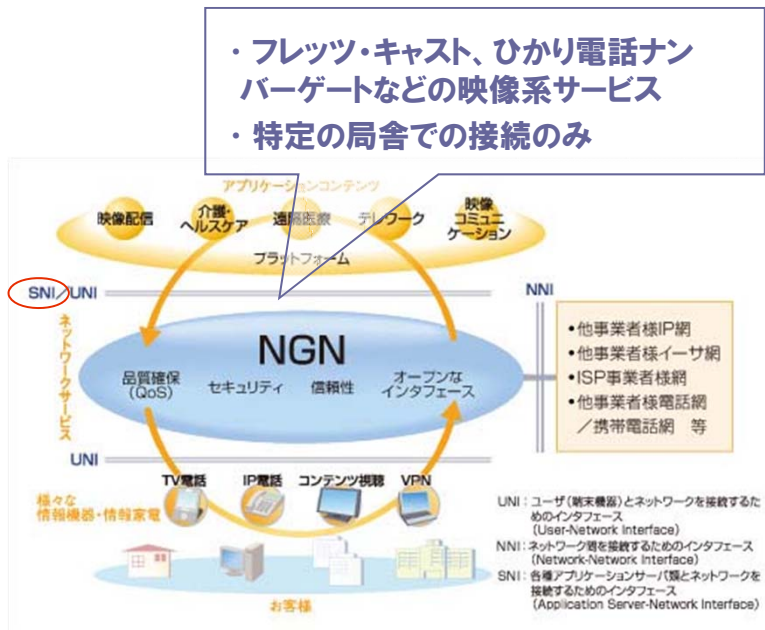 ・フレッツ・キャスト、ひかり電話ナン
バーゲートなどの映像系サービス
・特定の局舎での接続のみ
アプリケーションコンテンツ
映像配信
介護・
ヘルスケア
遠隔医療
テレワーク
映像
コミュニ
ケーション
プラットフォーム
SNI/UNI
NNI
ネットワークサービス
NGN
品質確保
(QoS)
セキュリティ
信頼性
オープンな
インタフェース
•他事業者様IP網
•他事業者様イーサ網
•ISP事業者様網
•他事業者様電話網
／携帯電話網 等
UNI
TV電話
IP電話
コンテンツ視聴
VPN
様々な
情報機器・情報家電
お客様
UNI：ユーザ(端末機器)とネットワークを接続するた
めのインタフェース
(User-Network Interface)
NNI：ネットワーク間を接続するためのインタフェース
(Network-Network Interface)
SNI：各種アプリケーションサーバ類とネットワークを
接続するためのインタフェース
(Application Server-Network Interface)